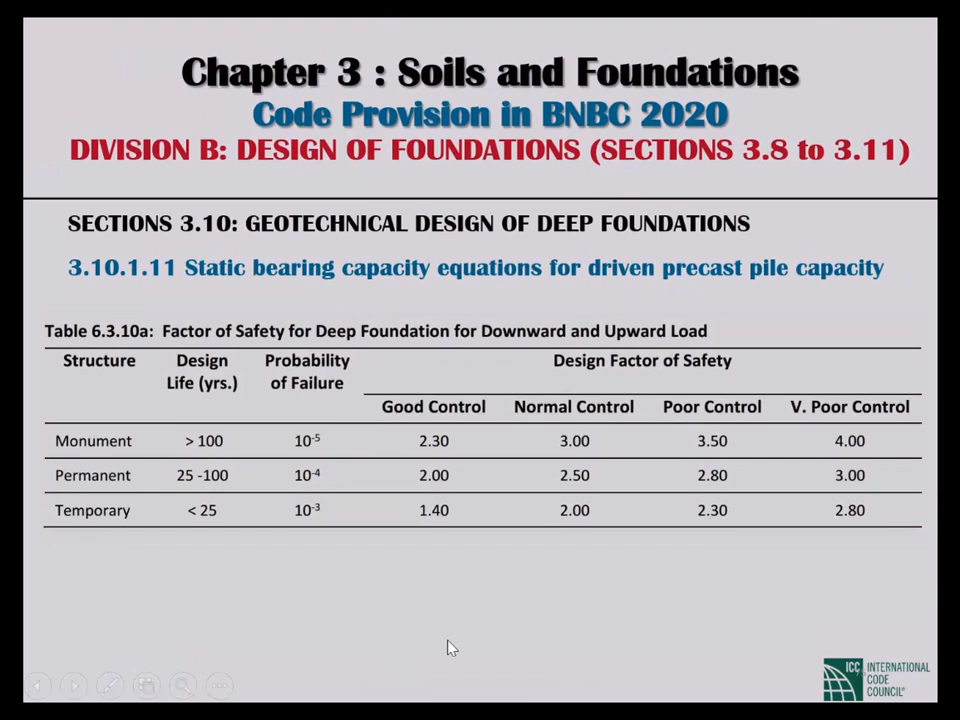 Chapter 3 : Soils and Foundations
Code Provision in BNBC 2020
DIVISION B: DESIGN OF FOUNDATIONS (SECTIONS 3.8 to 3.11)
SECTIONS 3.10: GEOTECHNICAL DESIGN OF DEEP FOUNDATIONS
3.10.1.11 Static bearing capacity equations for driven precast pile capacity
Table 6.3.10a: Factor of Safety for Deep Foundation for Downward and Upward Load
Structure Design Life (yrs.) Probability of Failure Design Factor of Safety
Good Control Normal Control Poor Control V. Poor Control
Monument > 100 10⁻⁵ 2.30 3.00 3.50 4.00
Permanent 25 -100 10⁻⁴ 2.00 2.50 2.80 3.00
Temporary < 25 10⁻³ 1.40 2.00 2.30 2.80
ICC INTERNATIONAL
CODE
COUNCIL®